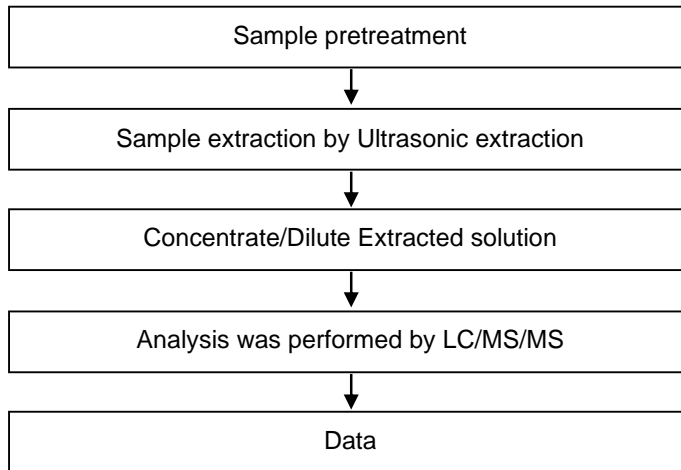 Sample pretreatment
Sample extraction by Ultrasonic extraction
Concentrate/Dilute Extracted solution
Analysis was performed by LC/MS/MS
Data